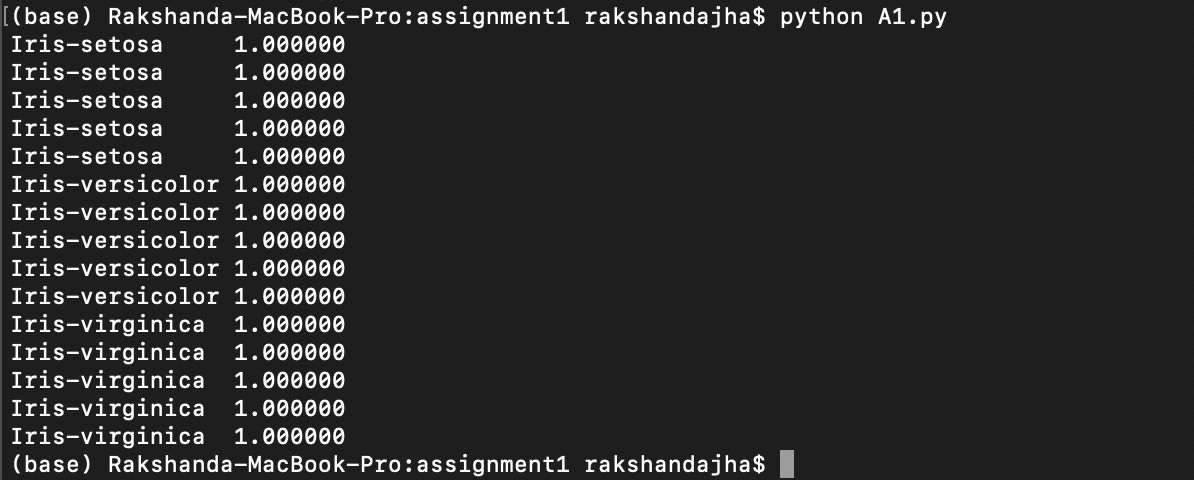 (base) Rakshanda-MacBook-Pro:assignment1 rakshandajha$ python A1.py
Iris-setosa     1.000000
Iris-setosa     1.000000
Iris-setosa     1.000000
Iris-setosa     1.000000
Iris-setosa     1.000000
Iris-versicolor 1.000000
Iris-versicolor 1.000000
Iris-versicolor 1.000000
Iris-versicolor 1.000000
Iris-versicolor 1.000000
Iris-virginica  1.000000
Iris-virginica  1.000000
Iris-virginica  1.000000
Iris-virginica  1.000000
Iris-virginica  1.000000
(base) Rakshanda-MacBook-Pro:assignment1 rakshandajha$